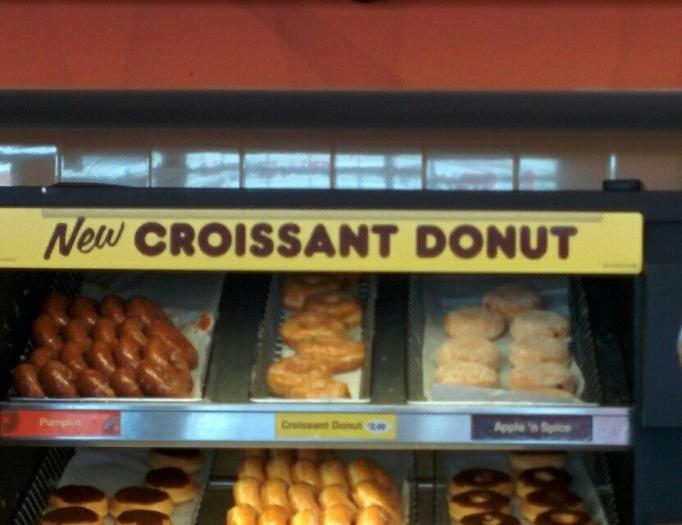 New CROISSANT DONUT
Pumpkin
Croissant Donut
Apple 'n Spice